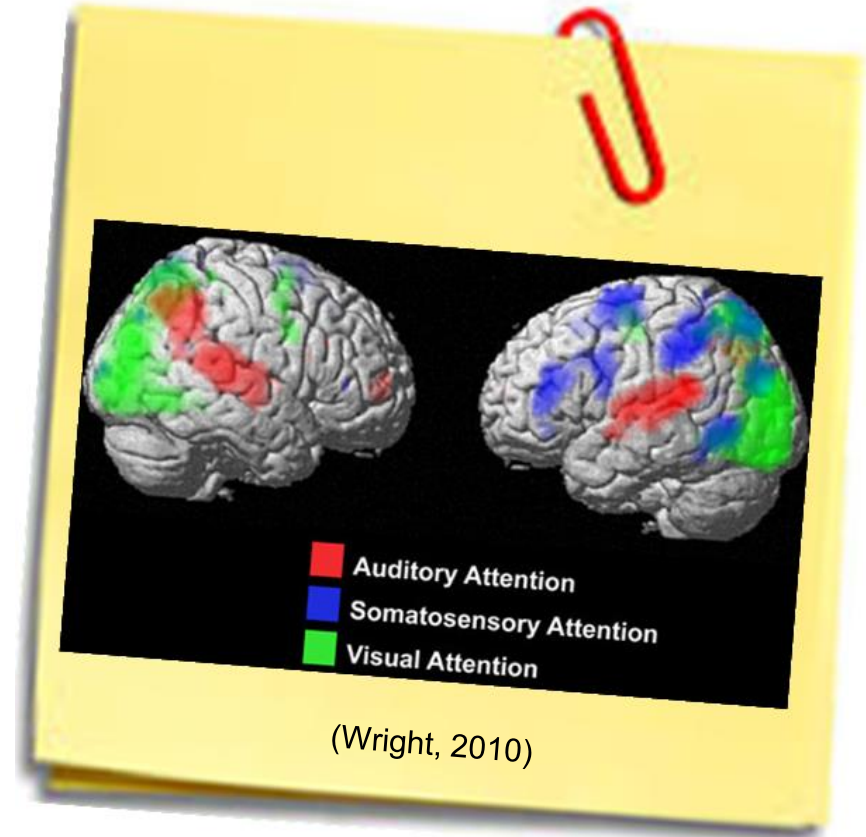 Auditory Attention
Somatosensory Attention
Visual Attention
(Wright, 2010)